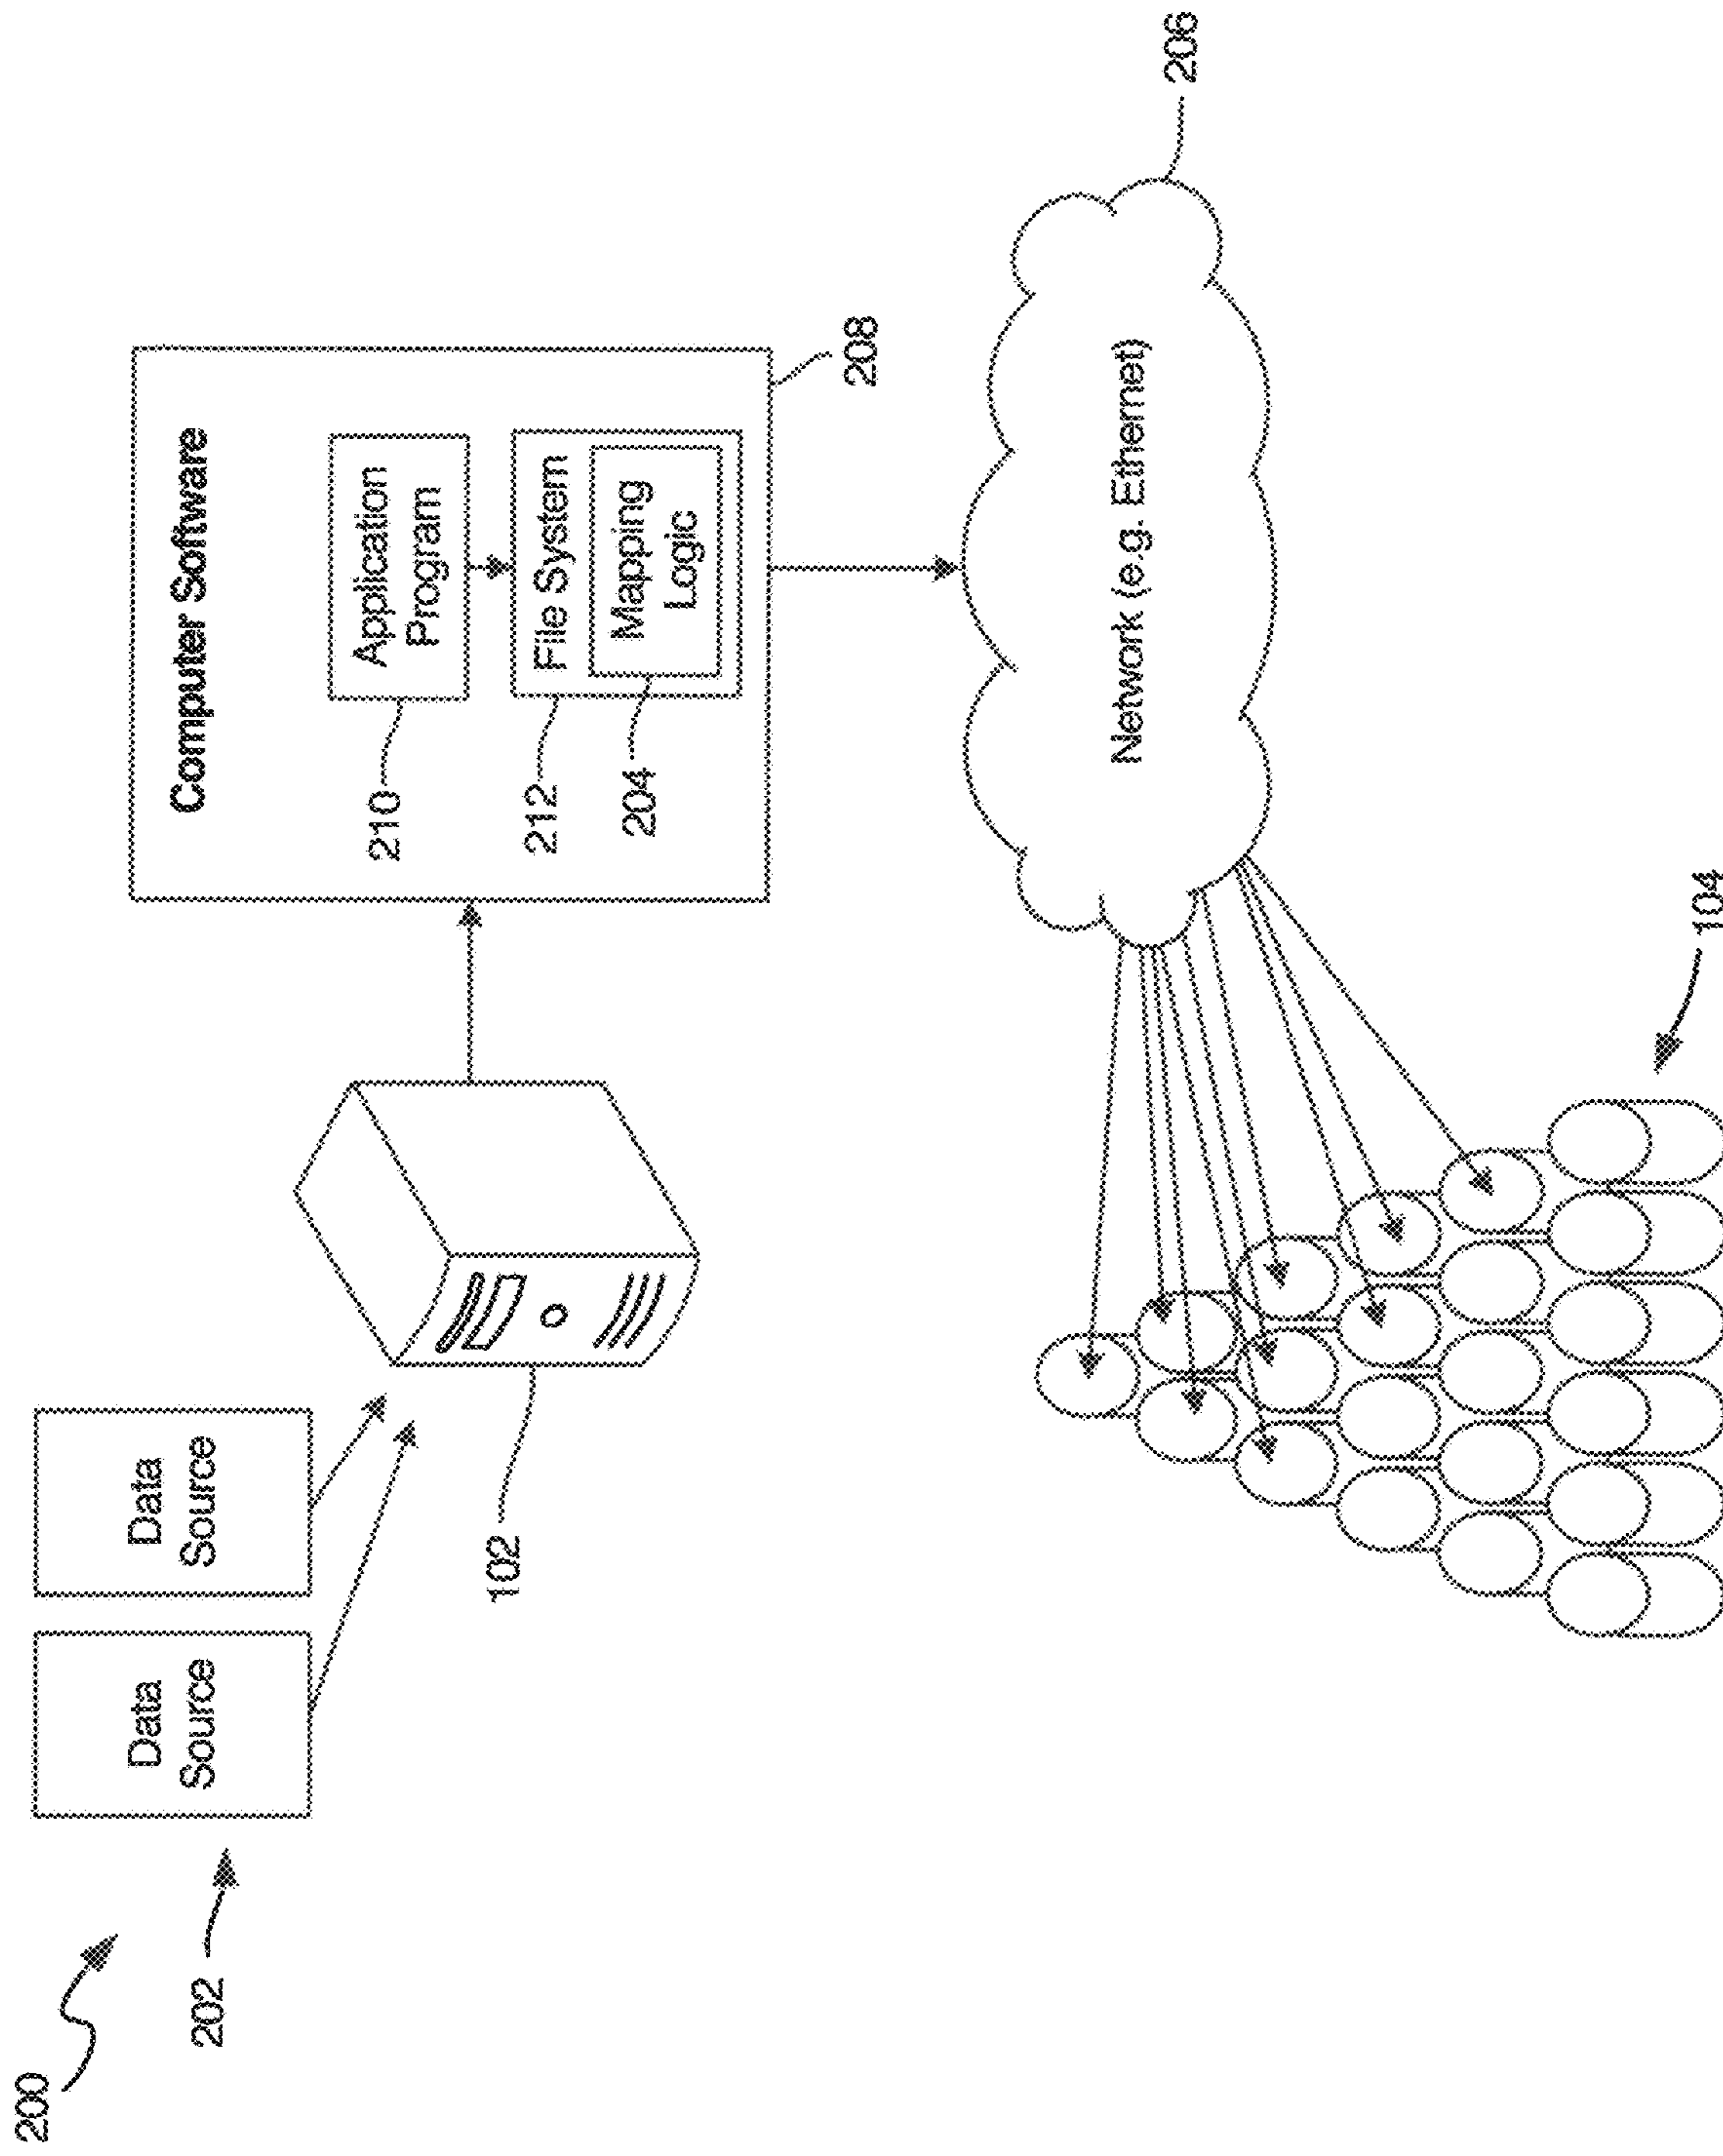 200
202
Data
Source
Data
Source
102
Computer Software
210
Application
Program
212
File System
204
Mapping
Logic
208
206
Network (e.g. Ethernet)
104